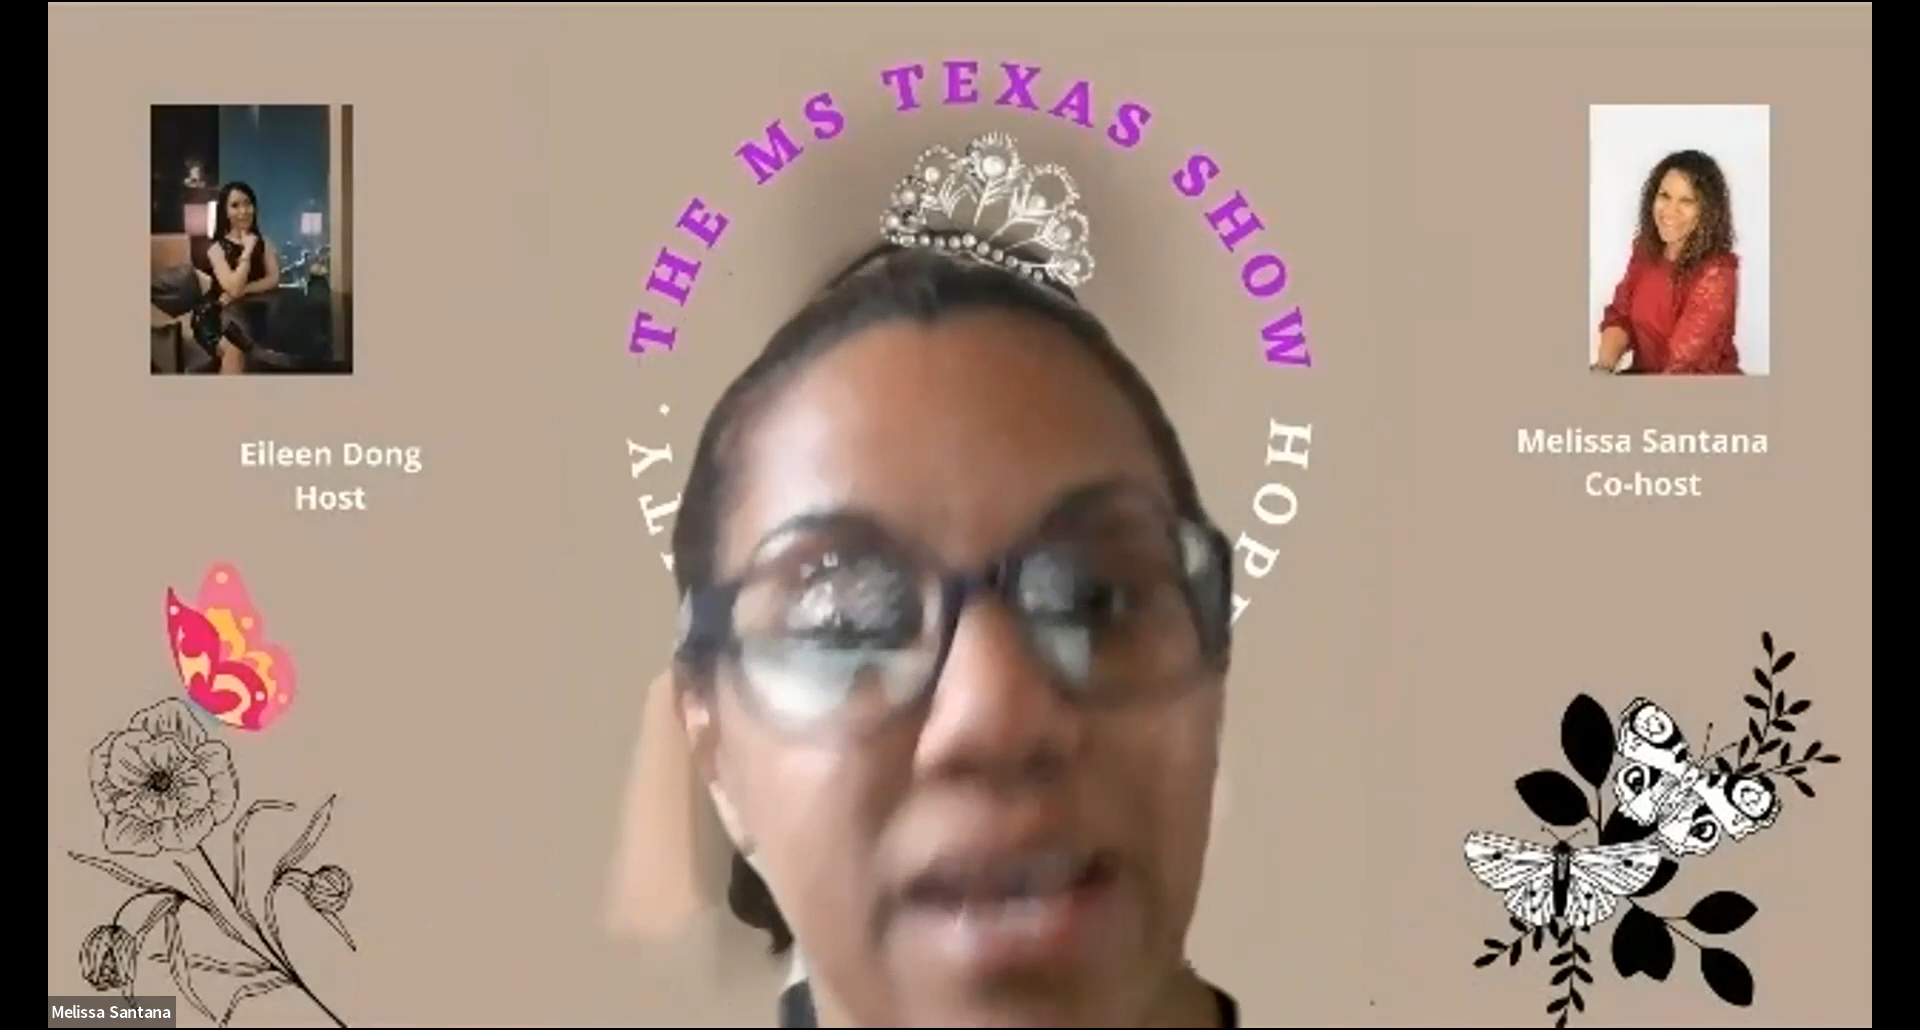 THE MS TEXAS SHOW
Eileen Dong
Host
Melissa Santana
Co-host
Melissa Santana